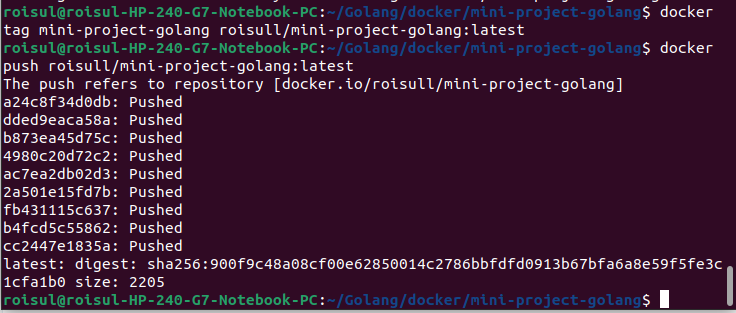 roisul@roisul-HP-240-G7-Notebook-PC:~/Golang/docker/mini-project-golang$ docker
tag mini-project-golang roisull/mini-project-golang:latest
roisul@roisul-HP-240-G7-Notebook-PC:~/Golang/docker/mini-project-golang$ docker
push roisull/mini-project-golang:latest
The push refers to repository [docker.io/roisull/mini-project-golang]
a24c8f34d0db: Pushed
dded9eaca58a: Pushed
b873ea45d75c: Pushed
4980c20d72c2: Pushed
ac7ea2db02d3: Pushed
2a501e15fd7b: Pushed
fb431115c637: Pushed
b4fcd5c55862: Pushed
cc2447e1835a: Pushed
latest: digest: sha256:900f9c48a08cf00e62850014c2786bbfdfd0913b67bfa6a8e59f5fe3c
1cfa1b0 size: 2205
roisul@roisul-HP-240-G7-Notebook-PC:~/Golang/docker/mini-project-golang$